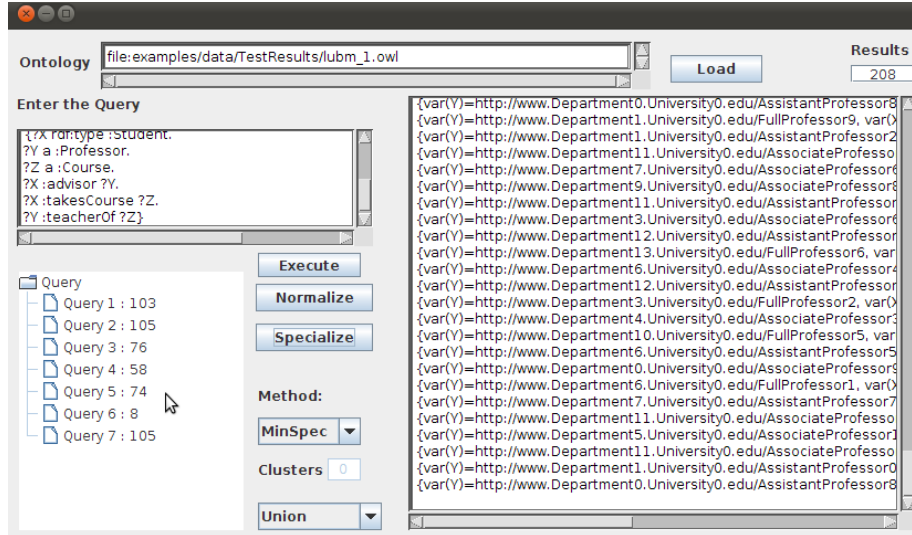 Ontology
file:examples/data/TestResults/lubm_1.owl
Load
Results
208
Enter the Query
{?X rdf:type :Student.
?Y a :Professor.
?Z a :Course.
?X :advisor ?Y.
?X :takesCourse ?Z.
?Y :teacherOf ?Z}
Execute
Normalize
Specialize
Query
Query 1 : 103
Query 2 : 105
Query 3 : 76
Query 4 : 58
Query 5 : 74
Query 6 : 8
Query 7 : 105
Method:
MinSpec
Clusters 0
Union
{var(Y)=http://www.Department0.University0.edu/AssistantProfessor8
{var(Y)=http://www.Department1.University0.edu/FullProfessor9, var(X
{var(Y)=http://www.Department1.University0.edu/AssistantProfessor2
{var(Y)=http://www.Department11.University0.edu/AssociateProfesso
{var(Y)=http://www.Department7.University0.edu/AssociateProfessor6
{var(Y)=http://www.Department9.University0.edu/AssociateProfessor8
{var(Y)=http://www.Department11.University0.edu/AssistantProfessor
{var(Y)=http://www.Department3.University0.edu/AssociateProfessor6
{var(Y)=http://www.Department12.University0.edu/AssistantProfessor
{var(Y)=http://www.Department13.University0.edu/FullProfessor6, var
{var(Y)=http://www.Department6.University0.edu/AssociateProfessor4
{var(Y)=http://www.Department12.University0.edu/AssistantProfessor
{var(Y)=http://www.Department3.University0.edu/FullProfessor2, var(X
{var(Y)=http://www.Department4.University0.edu/AssociateProfessor3
{var(Y)=http://www.Department10.University0.edu/FullProfessor5, var
{var(Y)=http://www.Department6.University0.edu/AssistantProfessor5
{var(Y)=http://www.Department0.University0.edu/AssociateProfessor9
{var(Y)=http://www.Department6.University0.edu/FullProfessor1, var(X
{var(Y)=http://www.Department7.University0.edu/AssistantProfessor7
{var(Y)=http://www.Department11.University0.edu/AssociateProfesso
{var(Y)=http://www.Department5.University0.edu/AssociateProfessor1
{var(Y)=http://www.Department11.University0.edu/AssociateProfesso
{var(Y)=http://www.Department1.University0.edu/AssistantProfessor0
{var(Y)=http://www.Department0.University0.edu/AssistantProfessor8